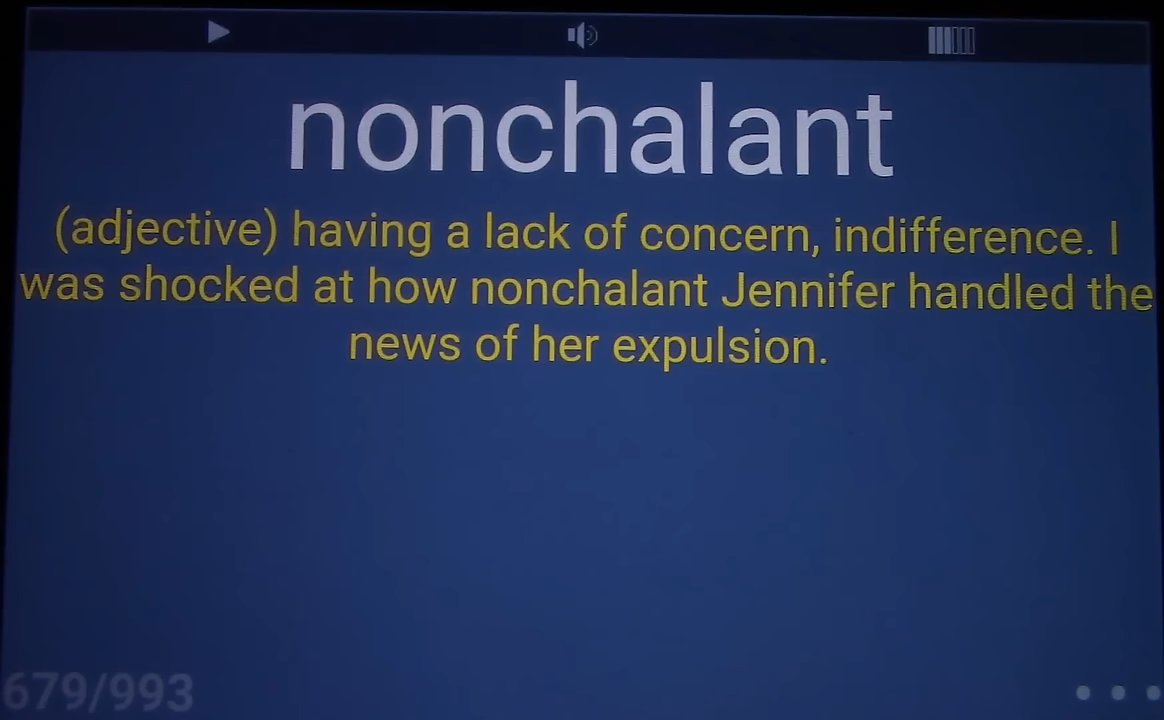 nonchalant
(adjective) having a lack of concern, indifference. I
was shocked at how nonchalant Jennifer handled the
news of her expulsion.
679/993